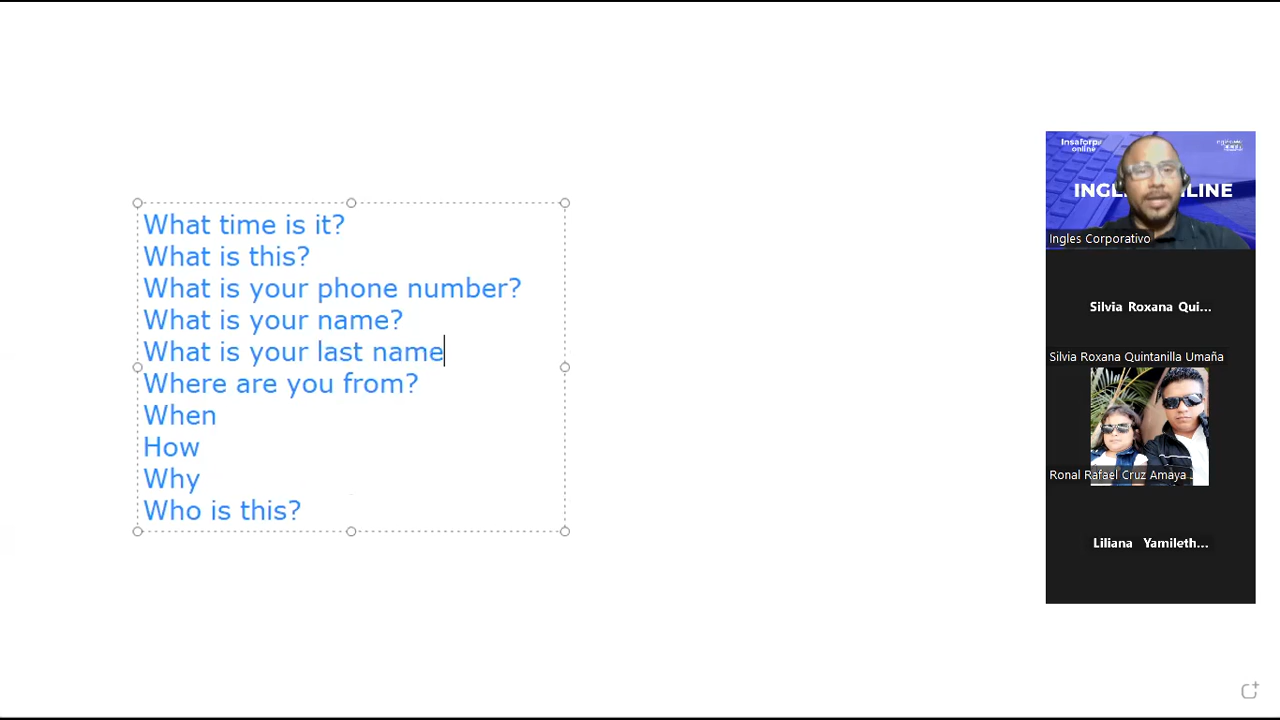 What time is it?
What is this?
What is your phone number?
What is your name?
What is your last name
Where are you from?
When
How
Why
Who is this?
online
Ingles Corporativo
Silvia Roxana Qui...
Silvia Roxana Quintanilla Umaña
Ronal Rafael Cruz Amaya
Liliana Yamileth...